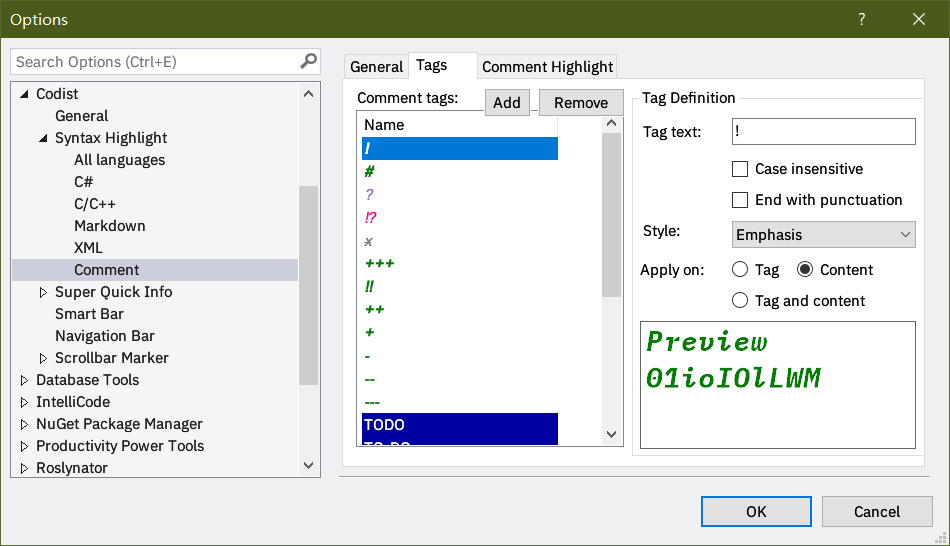 Options
?
Search Options (Ctrl+E)
Codist
General
Syntax Highlight
All languages
C#
C/C++
Markdown
XML
Comment
Super Quick Info
Smart Bar
Navigation Bar
Scrollbar Marker
Database Tools
IntelliCode
NuGet Package Manager
Productivity Power Tools
Roslynator
General
Tags
Comment Highlight
Comment tags:
Add
Remove
Name
!
#
?
!?
x
+++
!!
++
+
-
--
---
TODO
TO-DO
Tag Definition
Tag text:
!
Case insensitive
End with punctuation
Style:
Emphasis
Apply on:
Tag
Content
Tag and content
Preview
01ioIOlLWM
OK
Cancel